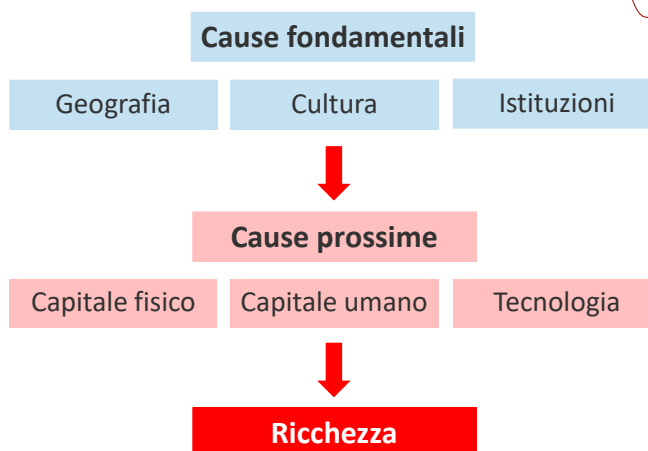 Cause fondamentali
Geografia Cultura Istituzioni
Cause prossime
Capitale fisico Capitale umano Tecnologia
Ricchezza